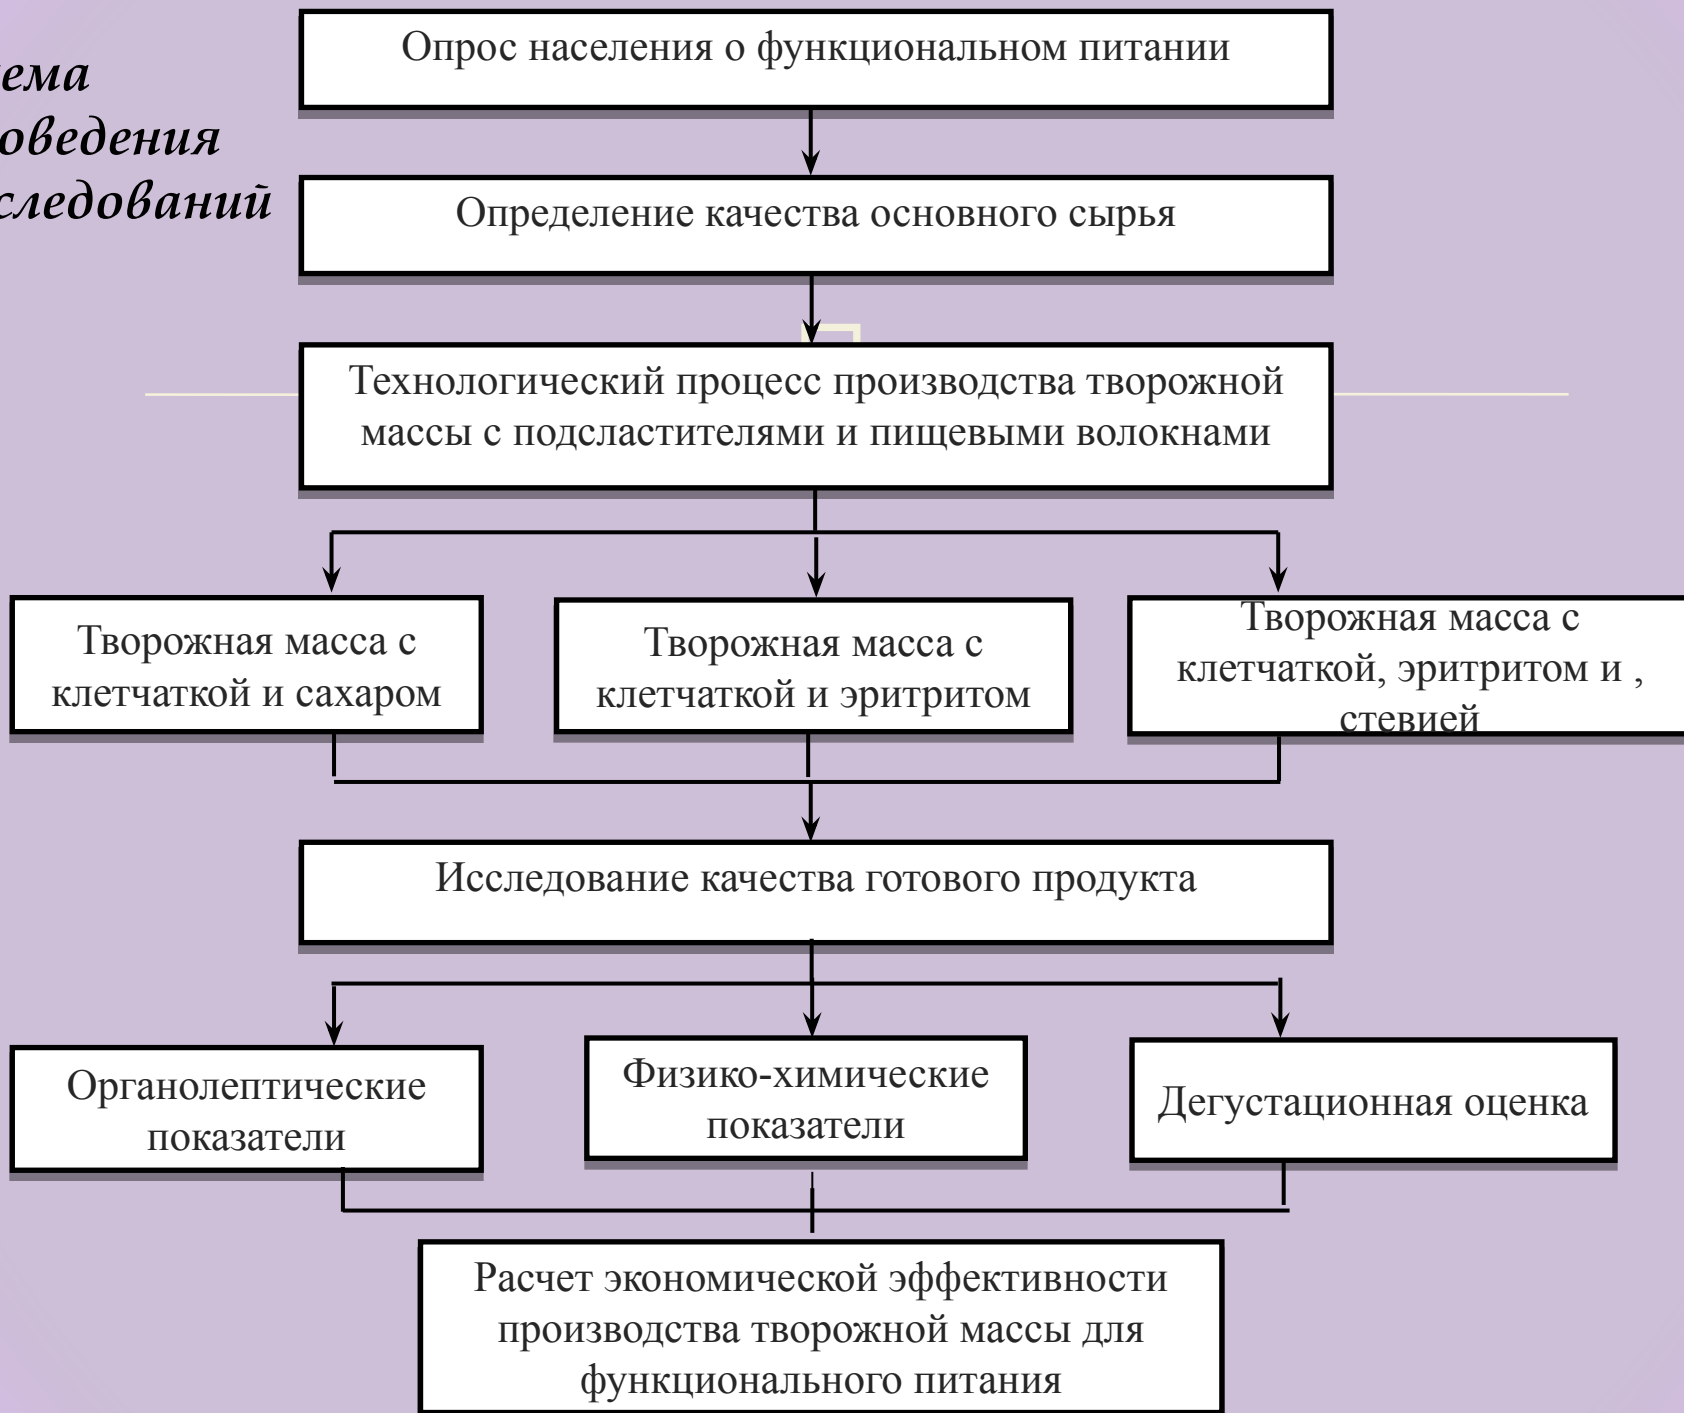 Опрос населения о функциональном питании
ема
оведения
следований
Определение качества основного сырья
Технологический процесс производства творожной
массы с подсластителями и пищевыми волокнами
Творожная масса с
клетчаткой и сахаром
Творожная масса с
клетчаткой и эритритом
Творожная масса с
клетчаткой, эритритом и ,
стевией
Исследование качества готового продукта
Органолептические
показатели
Физико-химические
показатели
Дегустационная оценка
Расчет экономической эффективности
производства творожной массы для
функционального питания